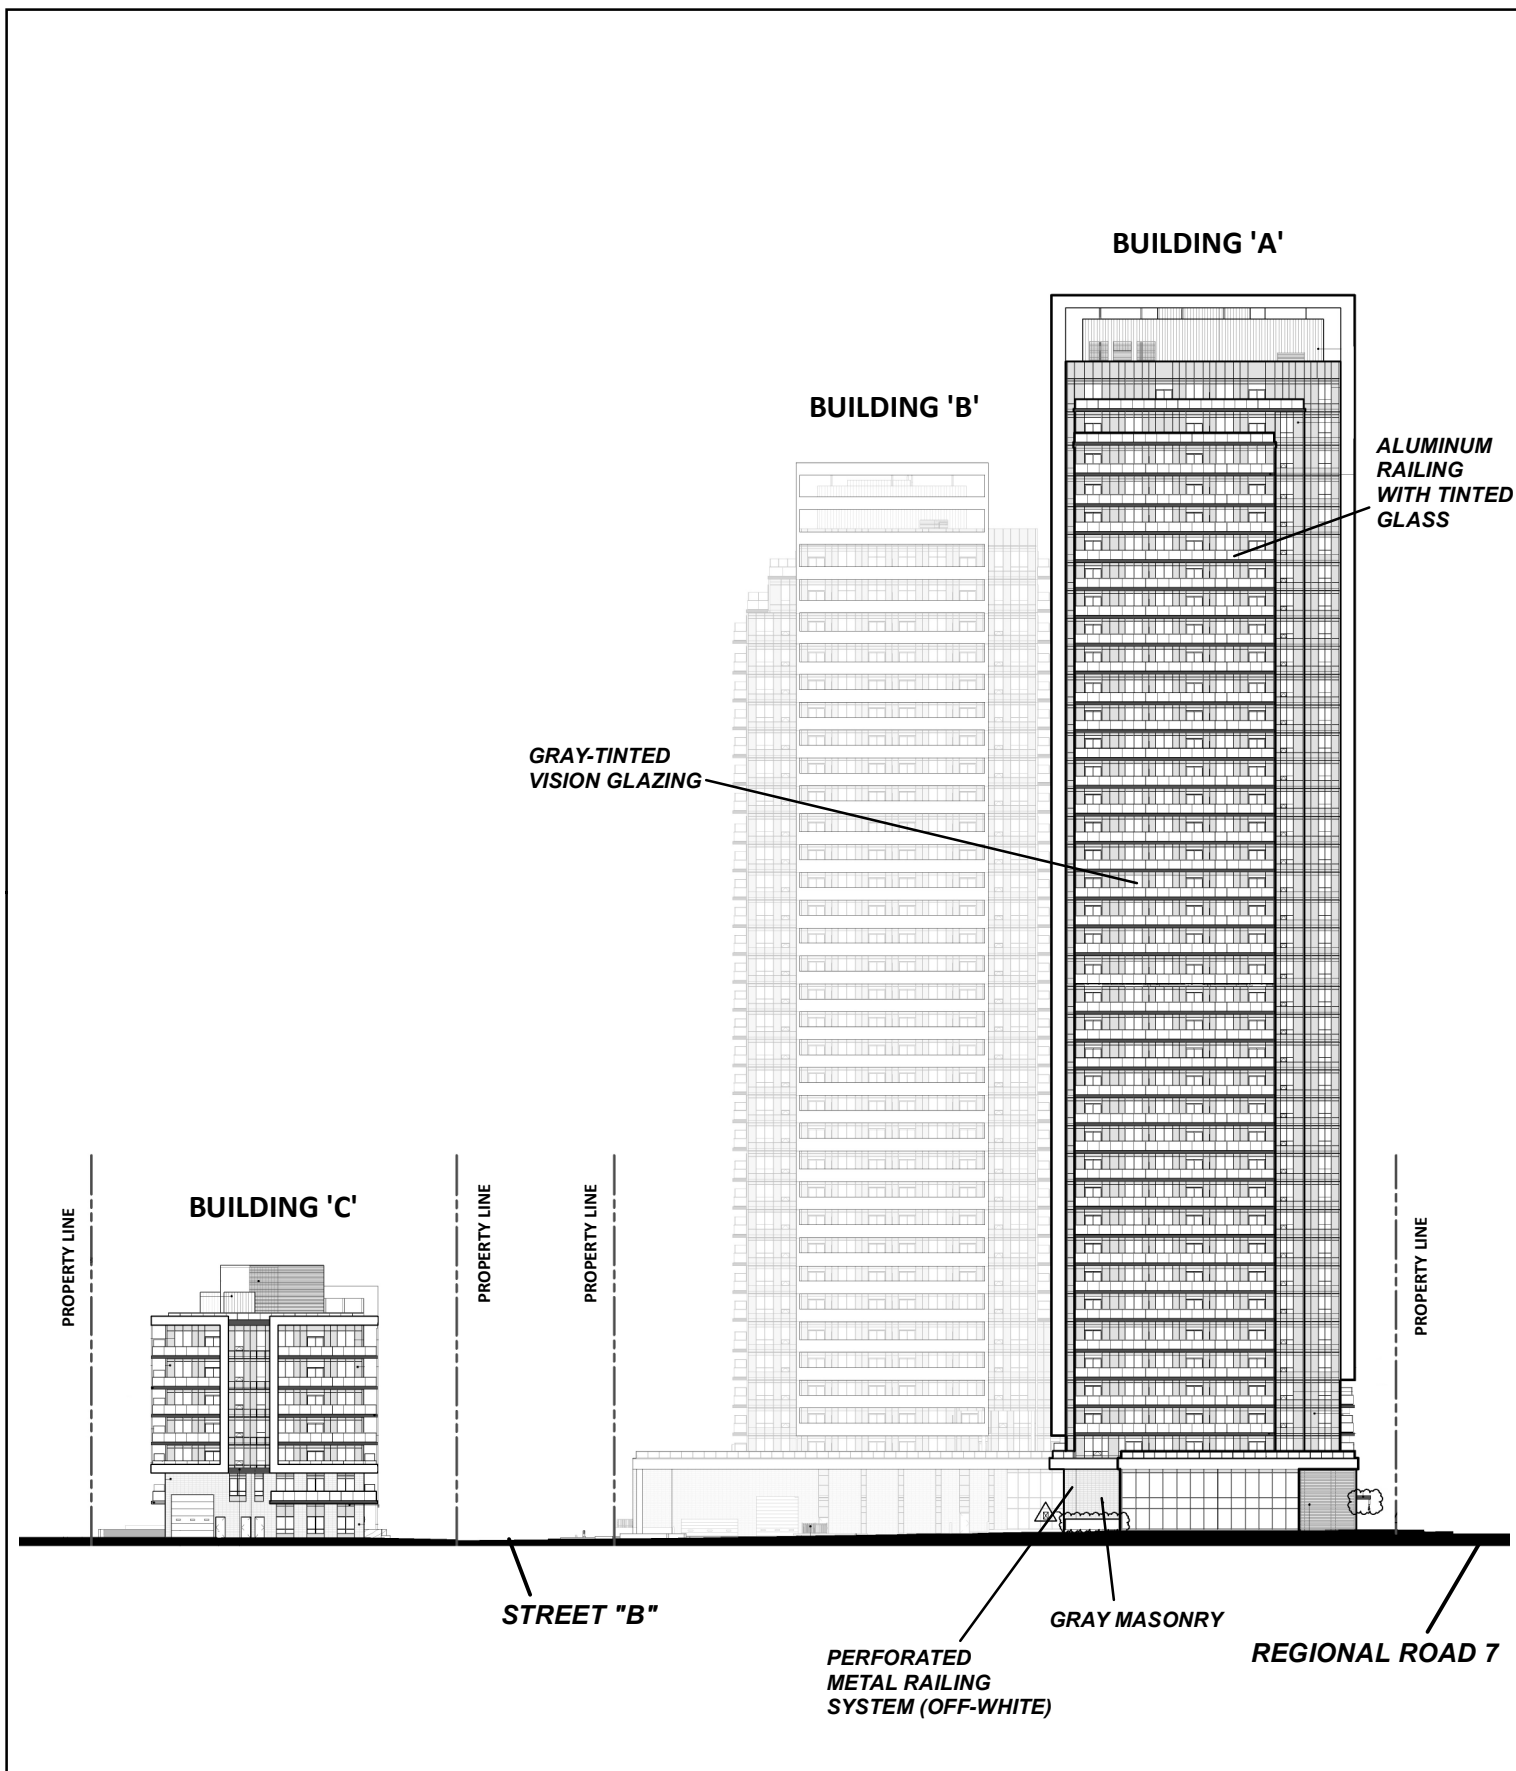 BUILDING 'A'
BUILDING 'B'
ALUMINUM
RAILING
WITH TINTED
GLASS
GRAY-TINTED
VISION GLAZING
BUILDING 'C'
PROPERTY LINE
PROPERTY LINE
PROPERTY LINE
PROPERTY LINE
STREET "B"
GRAY MASONRY
PERFORATED
METAL RAILING
SYSTEM (OFF-WHITE)
REGIONAL ROAD 7